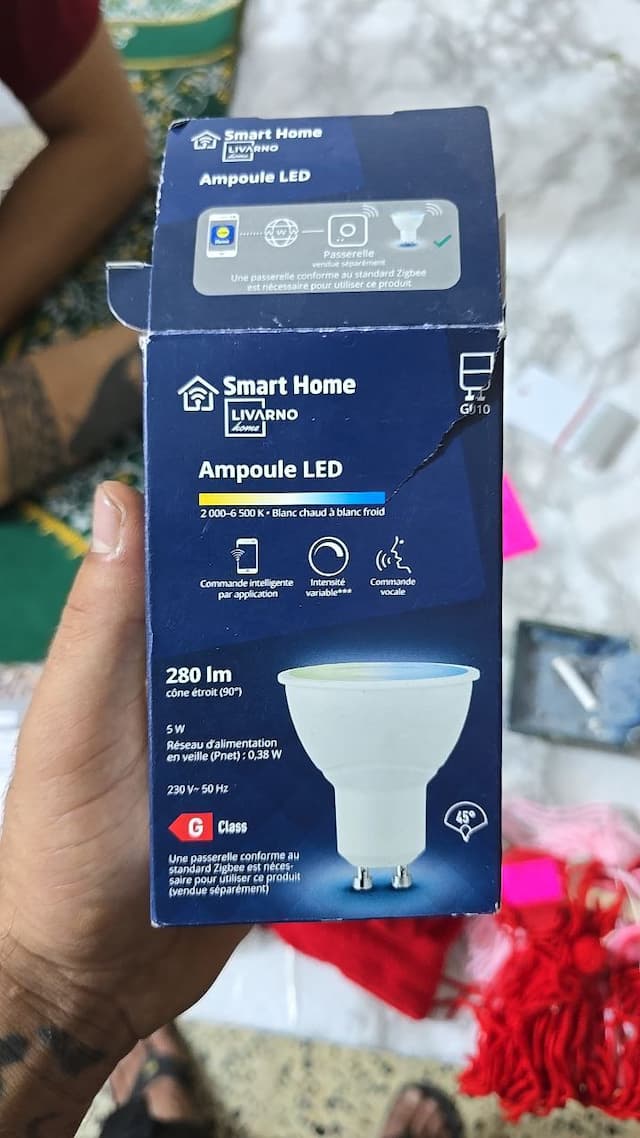 Smart Home
LIVARNO
home
Ampoule LED
Passerelle
vendue séparément
Une passerelle conforme au standard Zigbee
est nécessaire pour utiliser ce produit
Smart Home
LIVARNO
home
GU10
Ampoule LED
2 000–6 500 K • Blanc chaud à blanc froid
Commande intelligente
par application
Intensité
variable***
Commande
vocale
280 lm
cône étroit (90°)
5 W
Réseau d'alimentation
en veille (Pnet) : 0,38 W
230 V~ 50 Hz
G Class
45°
Une passerelle conforme au
standard Zigbee est néces-
saire pour utiliser ce produit
(vendue séparément)